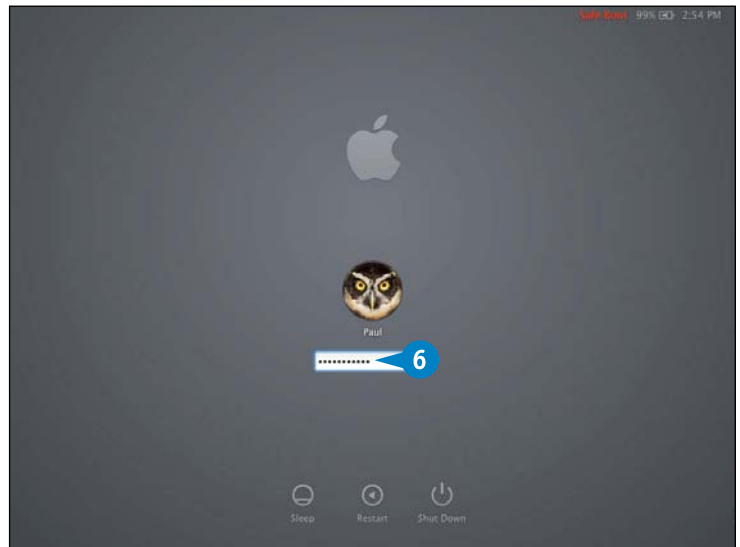 Safe Boot 99% 2:54 PM
Paul
••••••••••• 6
Sleep Restart Shut Down